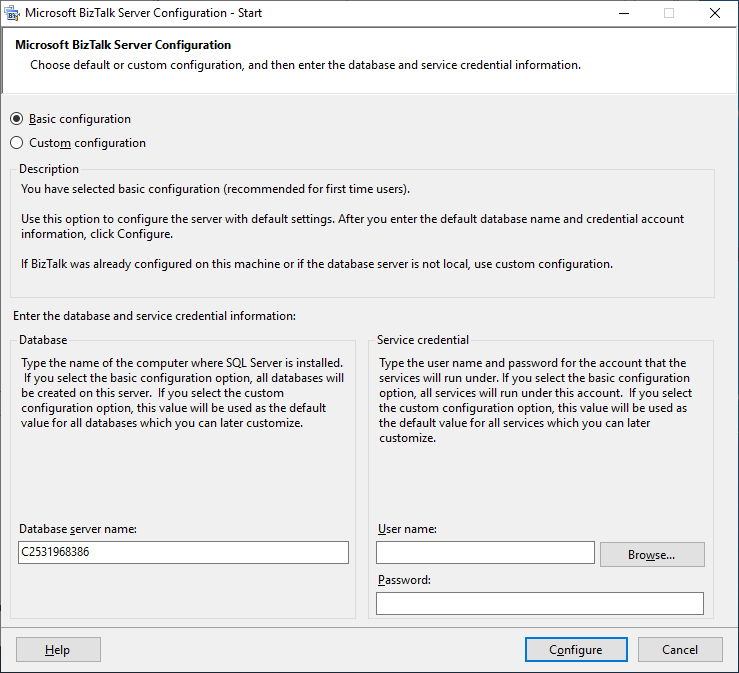 Microsoft BizTalk Server Configuration - Start
Microsoft BizTalk Server Configuration
Choose default or custom configuration, and then enter the database and service credential information.
Basic configuration
Custom configuration
Description
You have selected basic configuration (recommended for first time users).
Use this option to configure the server with default settings. After you enter the default database name and credential account
information, click Configure.
If BizTalk was already configured on this machine or if the database server is not local, use custom configuration.
Enter the database and service credential information:
Database
Type the name of the computer where SQL Server is installed.
If you select the basic configuration option, all databases will
be created on this server. If you select the custom
configuration option, this value will be used as the default
value for all databases which you can later customize.
Database server name:
C2531968386
Service credential
Type the user name and password for the account that the
services will run under. If you select the basic configuration
option, all services will run under this account. If you select
the custom configuration option, this value will be used as
the default value for all services which you can later
customize.
User name:
Browse...
Password:
Help
Configure
Cancel